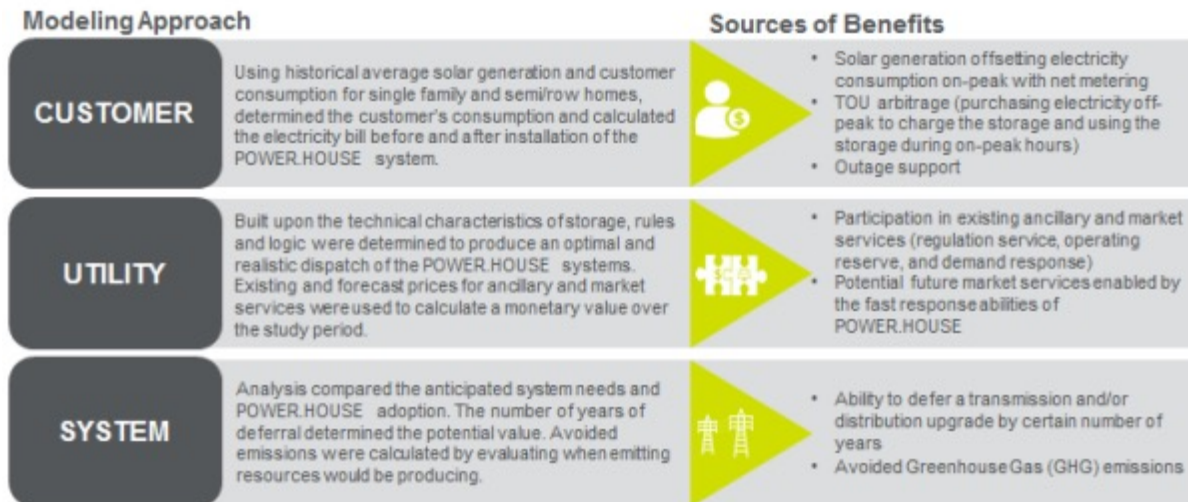 Modeling Approach
Sources of Benefits
CUSTOMER
Using historical average solar generation and customer
consumption for single family and semi/row homes,
determined the customer's consumption and calculated
the electricity bill before and after installation of the
POWER.HOUSE system.
• Solar generation offsetting electricity
consumption on-peak with net metering
• TOU arbitrage (purchasing electricity off-
peak to charge the storage and using the
storage during on-peak hours)
• Outage support
UTILITY
Built upon the technical characteristics of storage, rules
and logic were determined to produce an optimal and
realistic dispatch of the POWER.HOUSE systems.
Existing and forecast prices for ancillary and market
services were used to calculate a monetary value over
the study period.
• Participation in existing ancillary and market
services (regulation service, operating
reserve, and demand response)
• Potential future market services enabled by
the fast response abilities of
POWER.HOUSE
SYSTEM
Analysis compared the anticipated system needs and
POWER.HOUSE adoption. The number of years of
deferral determined the potential value. Avoided
emissions were calculated by evaluating when emitting
resources would be producing.
• Ability to defer a transmission and/or
distribution upgrade by certain number of
years
• Avoided Greenhouse Gas (GHG) emissions